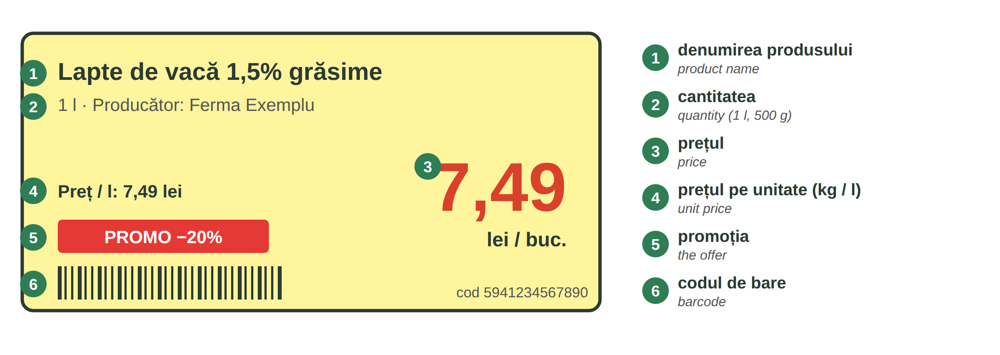 1 Lapte de vacă 1,5% grăsime
2 1 l · Producător: Ferma Exemplu
3 7,49
lei / buc.
4 Preț / l: 7,49 lei
5 PROMO −20%
6
cod 5941234567890
1 denumirea produsului
product name
2 cantitatea
quantity (1 l, 500 g)
3 prețul
price
4 prețul pe unitate (kg / l)
unit price
5 promoția
the offer
6 codul de bare
barcode